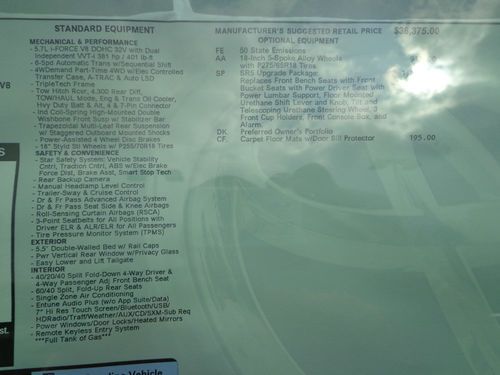 STANDARD EQUIPMENT
MECHANICAL & PERFORMANCE
- 5.7L i-FORCE V8 DOHC 32V with Dual
Independent VVT-i 381 hp / 401 lb-ft
- 6-Spd Automatic Trans w/Sequential Shift
- 4WDemand Part-Time 4WD w/Elec Controlled
Transfer Case, A-TRAC & Auto LSD
- TripleTech Frame
- Tow Hitch Rcvr, 4.300 Rear Diff,
TOW/HAUL Mode, Eng & Trans Oil Cooler,
Hvy Duty Batt & Alt, 4 & 7-Pin Connector
- Ind Coil-Spring High-Mounted Double
Wishbone Front Susp w/ Stabilizer Bar
- Trapezoidal Multi-Leaf Rear Suspension
w/ Staggered Outboard Mounted Shocks
- Power-Assisted 4 Wheel Disc Brakes
- 18" Styld Stl Wheels w/ P255/70R18 Tires
SAFETY & CONVENIENCE
- Star Safety System: Vehicle Stability
Cntrl, Traction Cntrl, ABS w/Elec Brake
Force Dist, Brake Asst, Smart Stop Tech
- Rear Backup Camera
- Manual Headlamp Level Control
- Trailer-Sway & Cruise Control
- Dr & Fr Pass Advanced Airbag System
- Dr & Fr Pass Seat Side & Knee Airbags
- Roll-Sensing Curtain Airbags (RSCA)
- 3-Point Seatbelts for All Positions with
Driver ELR & ALR/ELR for All Passengers
- Tire Pressure Monitor System (TPMS)
EXTERIOR
- 5.5' Double-Walled Bed w/ Rail Caps
- Pwr Vertical Rear Window w/Privacy Glass
- Easy Lower and Lift Tailgate
INTERIOR
- 40/20/40 Split Fold-Down 4-Way Driver &
4-Way Passenger Adj Front Bench Seat
- 60/40 Split, Fold-Up Rear Seats
- Single Zone Air Conditioning
- Entune Audio Plus (w/o App Suite/Data)
7" Hi Res Touch Screen/Bluetooth/USB/
HDRadio/Traff/Weather/AUX/CD/SXM-Sub Req
- Power Windows/Door Locks/Heated Mirrors
- Remote Keyless Entry System
***Full Tank of Gas***
MANUFACTURER'S SUGGESTED RETAIL PRICE $36,375.00
OPTIONAL EQUIPMENT
FE 50 State Emissions
AA 18-Inch 5-Spoke Alloy Wheels
with P275/65R18 Tires
SP SR5 Upgrade Package:
Replaces Front Bench Seats with Front
Bucket Seats with Power Driver Seat with
Power Lumbar Support, Floor Mounted
Urethane Shift Lever and Knob, Tilt and
Telescoping Urethane Steering Wheel, 3
Front Cup Holders, Front Console Box, and
Alarm.
DK Preferred Owner's Portfolio
CF Carpet Floor Mats w/Door Sill Protector 195.00
V8
S
st.
Vehicle